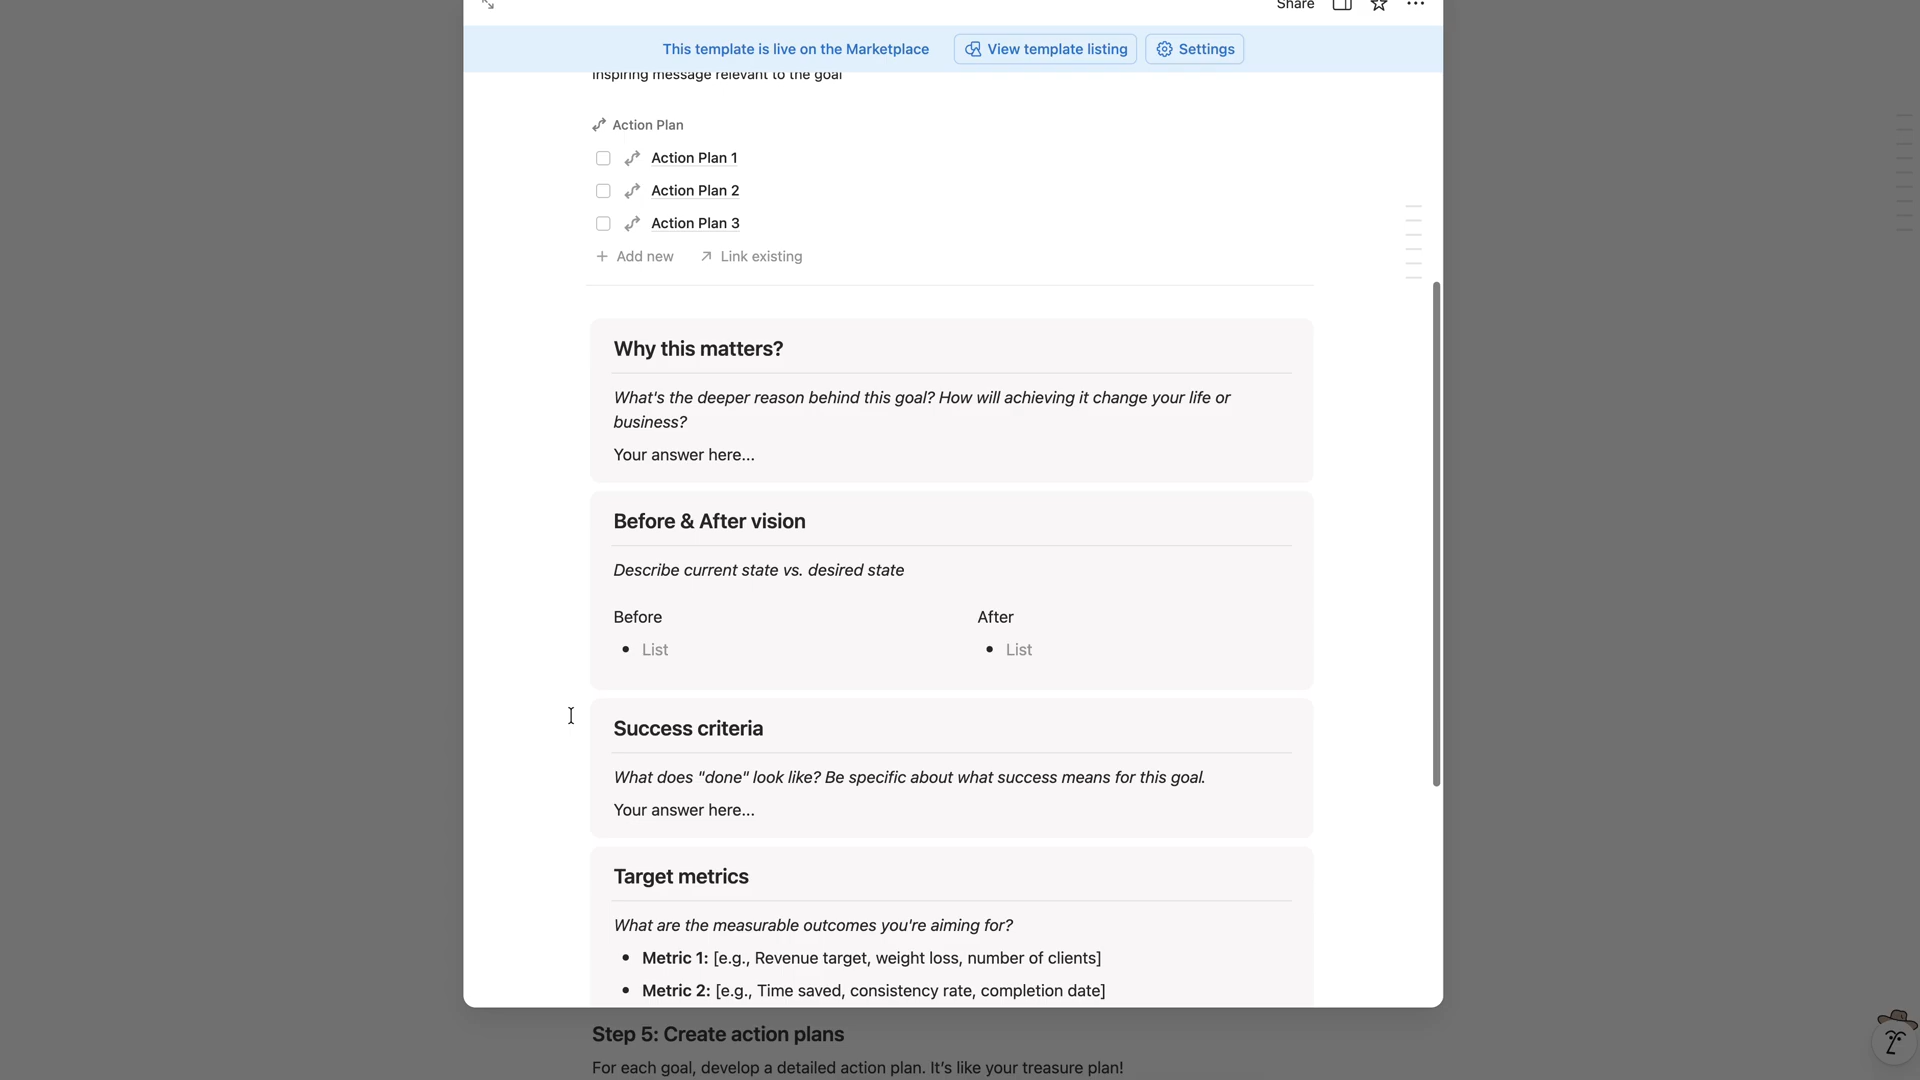 Share
This template is live on the Marketplace
View template listing
Settings
Inspiring message relevant to the goal
Action Plan
Action Plan 1
Action Plan 2
Action Plan 3
Add new
Link existing
Why this matters?
What's the deeper reason behind this goal? How will achieving it change your life or
business?
Your answer here...
Before & After vision
Describe current state vs. desired state
Before
After
List
List
Success criteria
What does "done" look like? Be specific about what success means for this goal.
Your answer here...
Target metrics
What are the measurable outcomes you're aiming for?
Metric 1: [e.g., Revenue target, weight loss, number of clients]
Metric 2: [e.g., Time saved, consistency rate, completion date]
Step 5: Create action plans
For each goal, develop a detailed action plan. It's like your treasure plan!